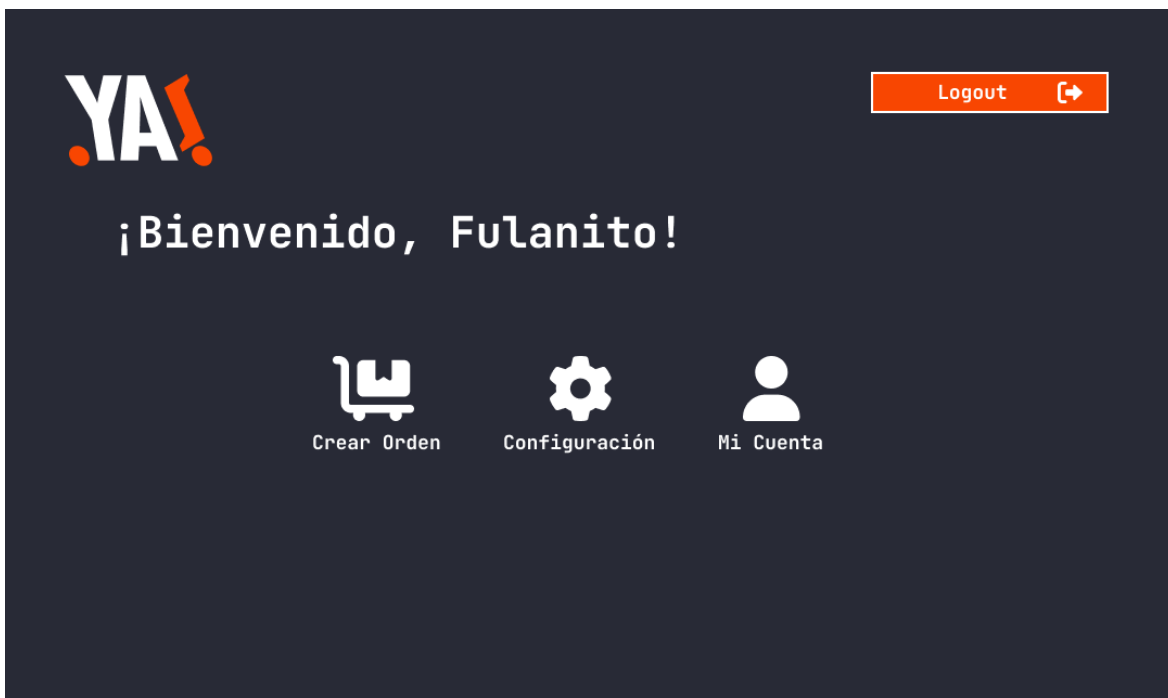 .YA!
Logout
¡Bienvenido, Fulanito!
Crear Orden
Configuración
Mi Cuenta